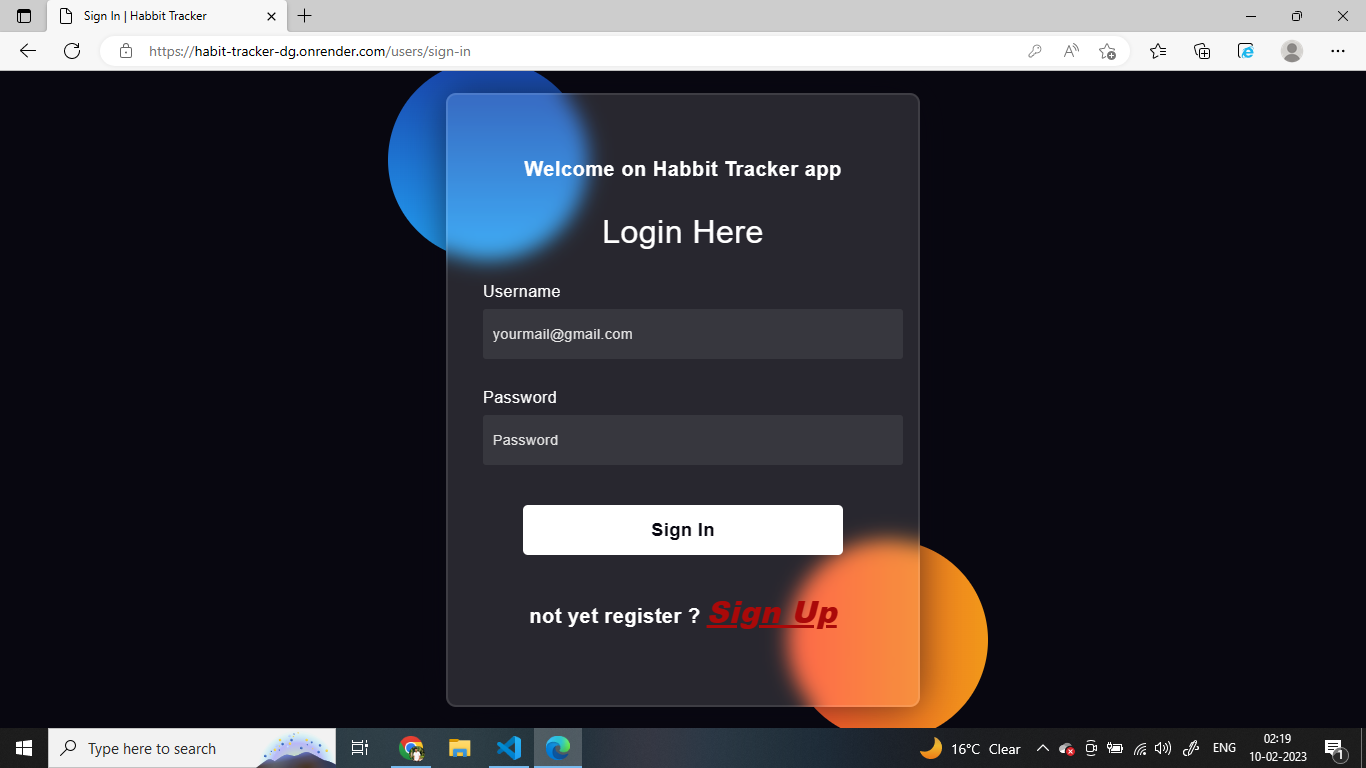 Sign In | Habbit Tracker
https://habit-tracker-dg.onrender.com/users/sign-in
Welcome on Habbit Tracker app
Login Here
Username
yourmail@gmail.com
Password
Password
Sign In
not yet register ? Sign Up
Type here to search
16°C Clear
ENG
02:19
10-02-2023
1